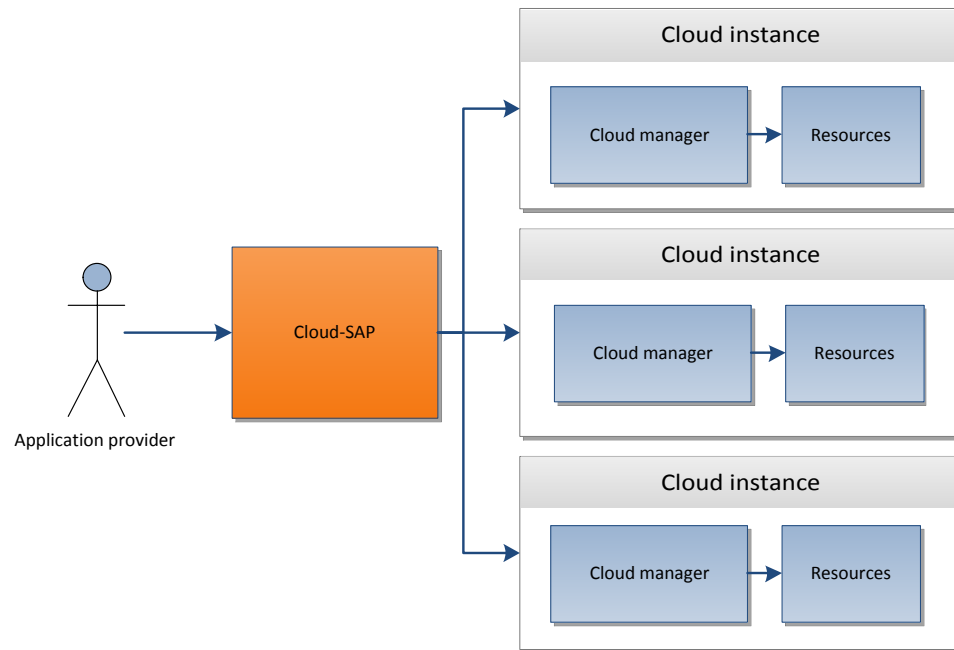 Cloud instance
Cloud manager
Resources
Cloud instance
Cloud-SAP
Cloud manager
Resources
Application provider
Cloud instance
Cloud manager
Resources